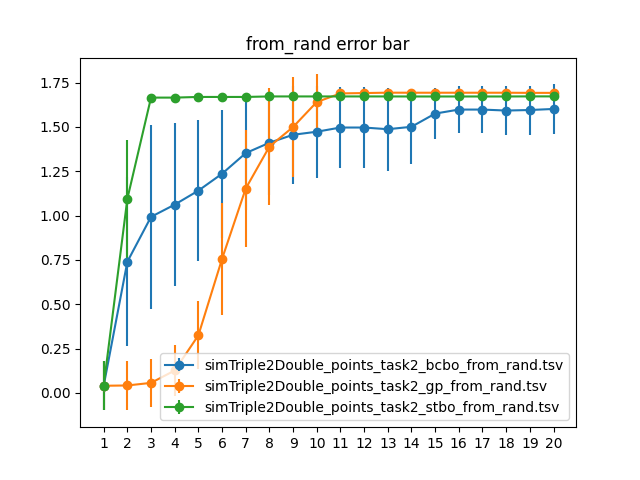 from_rand error bar
1.75
1.50
1.25
1.00
0.75
0.50
0.25
0.00
simTriple2Double_points_task2_bcbo_from_rand.tsv
simTriple2Double_points_task2_gp_from_rand.tsv
simTriple2Double_points_task2_stbo_from_rand.tsv
1 2 3 4 5 6 7 8 9 10 11 12 13 14 15 16 17 18 19 20